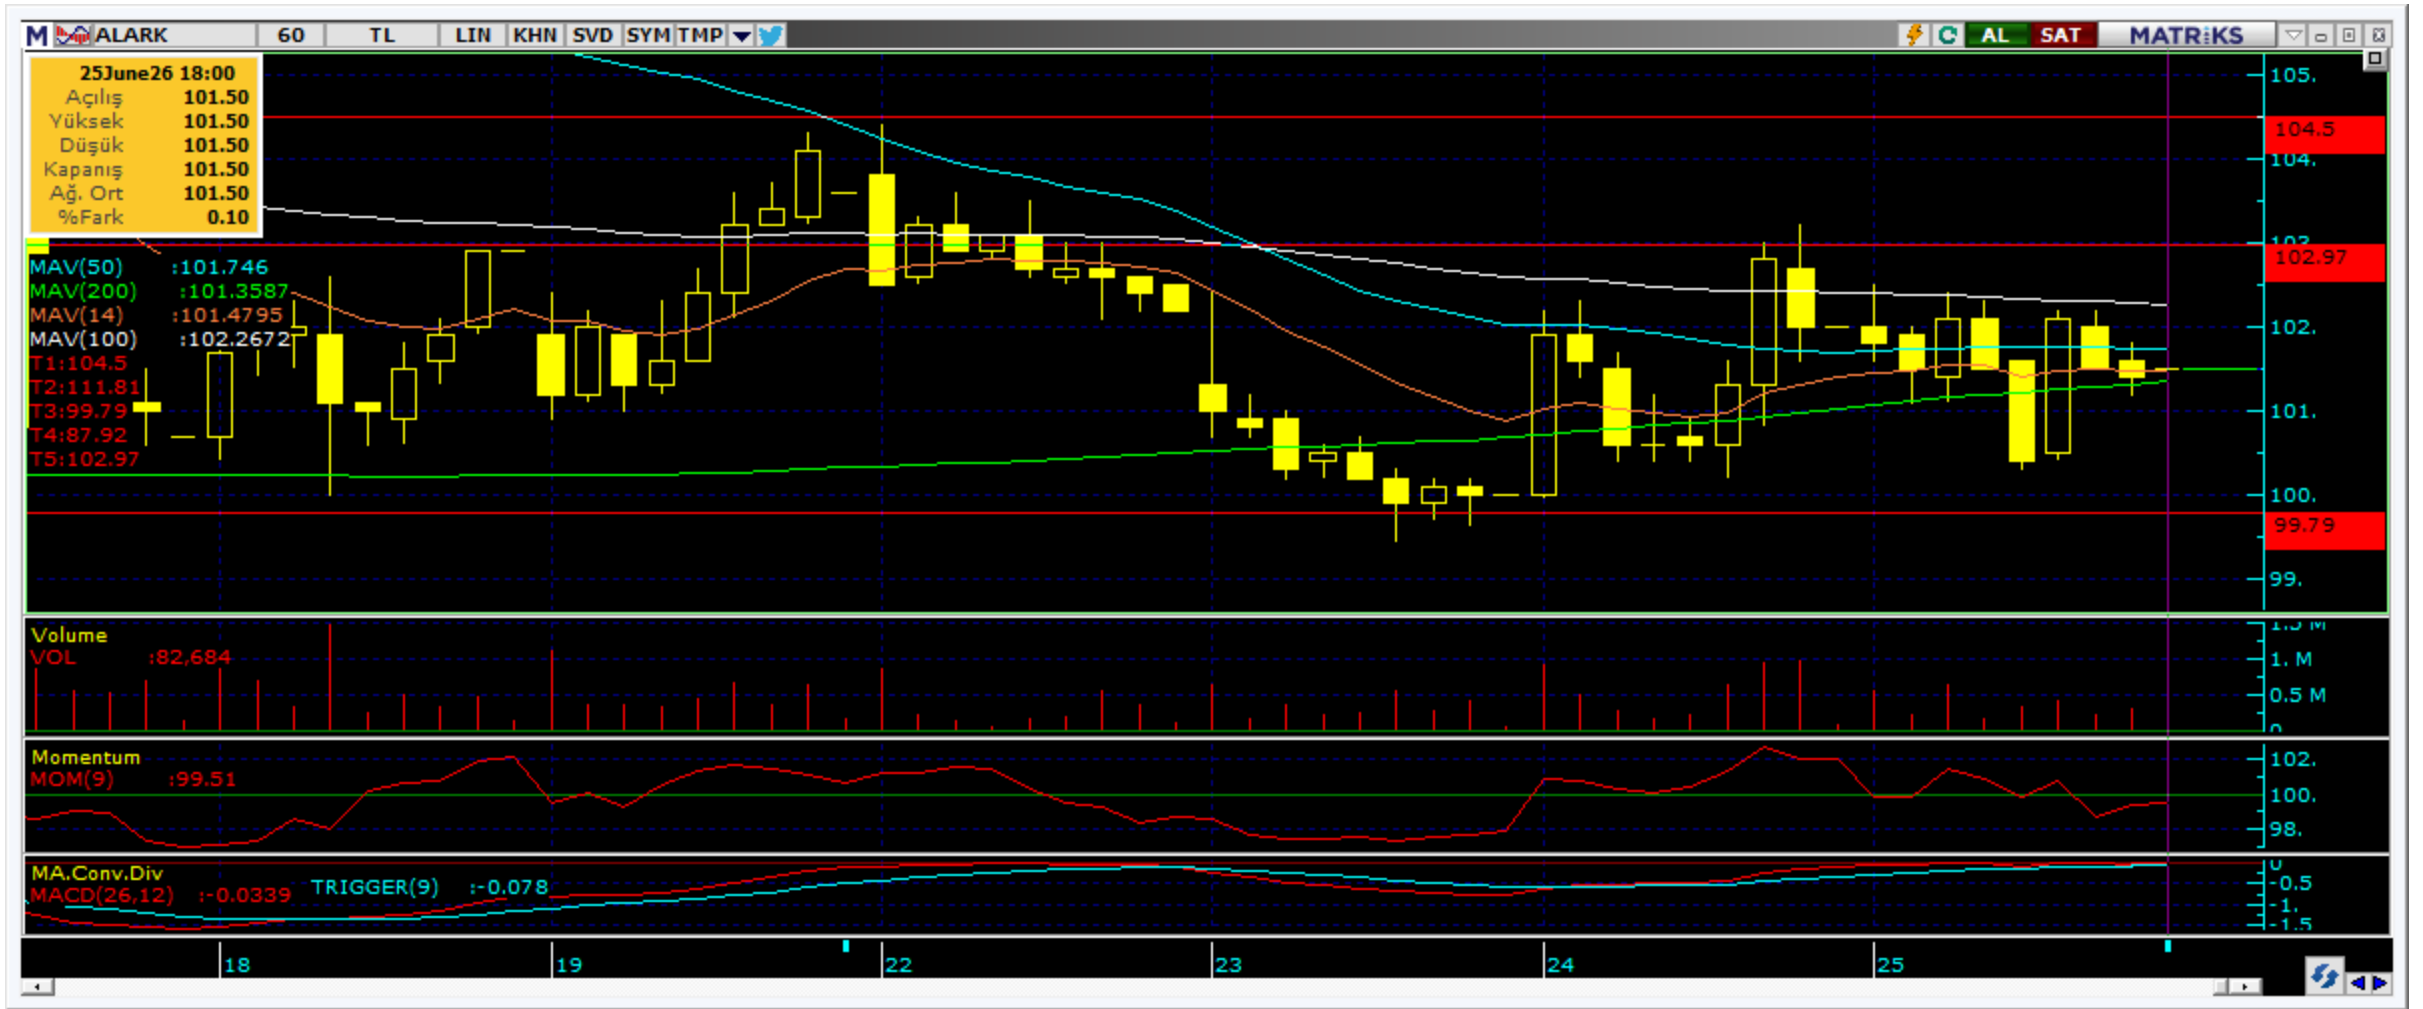 M ALARK 60 TL LIN KHN SVD SYM TMP AL SAT MATRiKS
25June26 18:00
Açılış 101.50
Yüksek 101.50
Düşük 101.50
Kapanış 101.50
Ağ. Ort 101.50
%Fark 0.10
MAV(50) :101.746
MAV(200) :101.3587
MAV(14) :101.4795
MAV(100) :102.2672
T1:104.5
T2:111.81
T3:99.79
T4:87.92
T5:102.97
105.
104.5
104.
102.97
102.
101.
100.
99.79
99.
Volume
VOL :82,684
1.5 M
1. M
0.5 M
0
Momentum
MOM(9) :99.51
102.
100.
98.
MA.Conv.Div
MACD(26,12) :-0.0339 TRIGGER(9) :-0.078
0
-0.5
-1.
-1.5
18 19 22 23 24 25